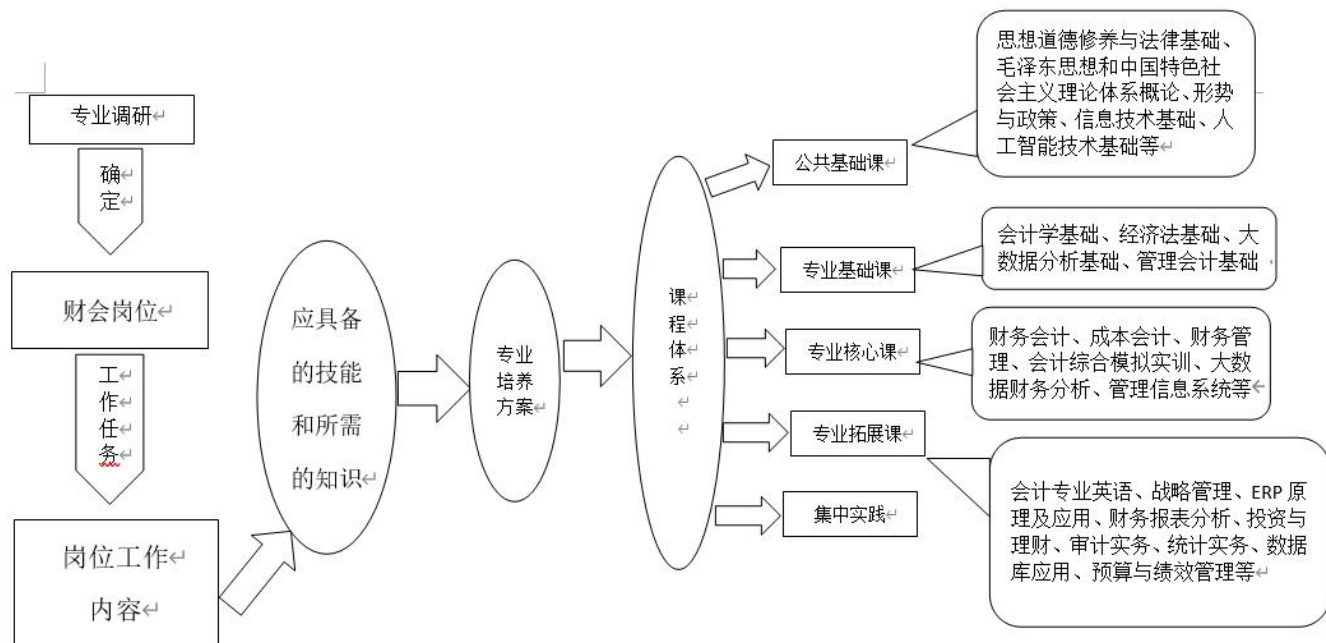 专业调研
确
定
财会岗位
工
作
任
务
岗位工作
内容
应具备
的技能
和所需
的知识
专业
培养
方案
课
程
体
系
公共基础课
思想道德修养与法律基础、
毛泽东思想和中国特色社
会主义理论体系概论、形势
与政策、信息技术基础、人
工智能技术基础等
专业基础课
会计学基础、经济法基础、大
数据分析基础、管理会计基础
专业核心课
财务会计、成本会计、财务管
理、会计综合模拟实训、大数
据财务分析、管理信息系统等
专业拓展课
会计专业英语、战略管理、ERP 原
理及应用、财务报表分析、投资与
理财、审计实务、统计实务、数据
库应用、预算与绩效管理等
集中实践